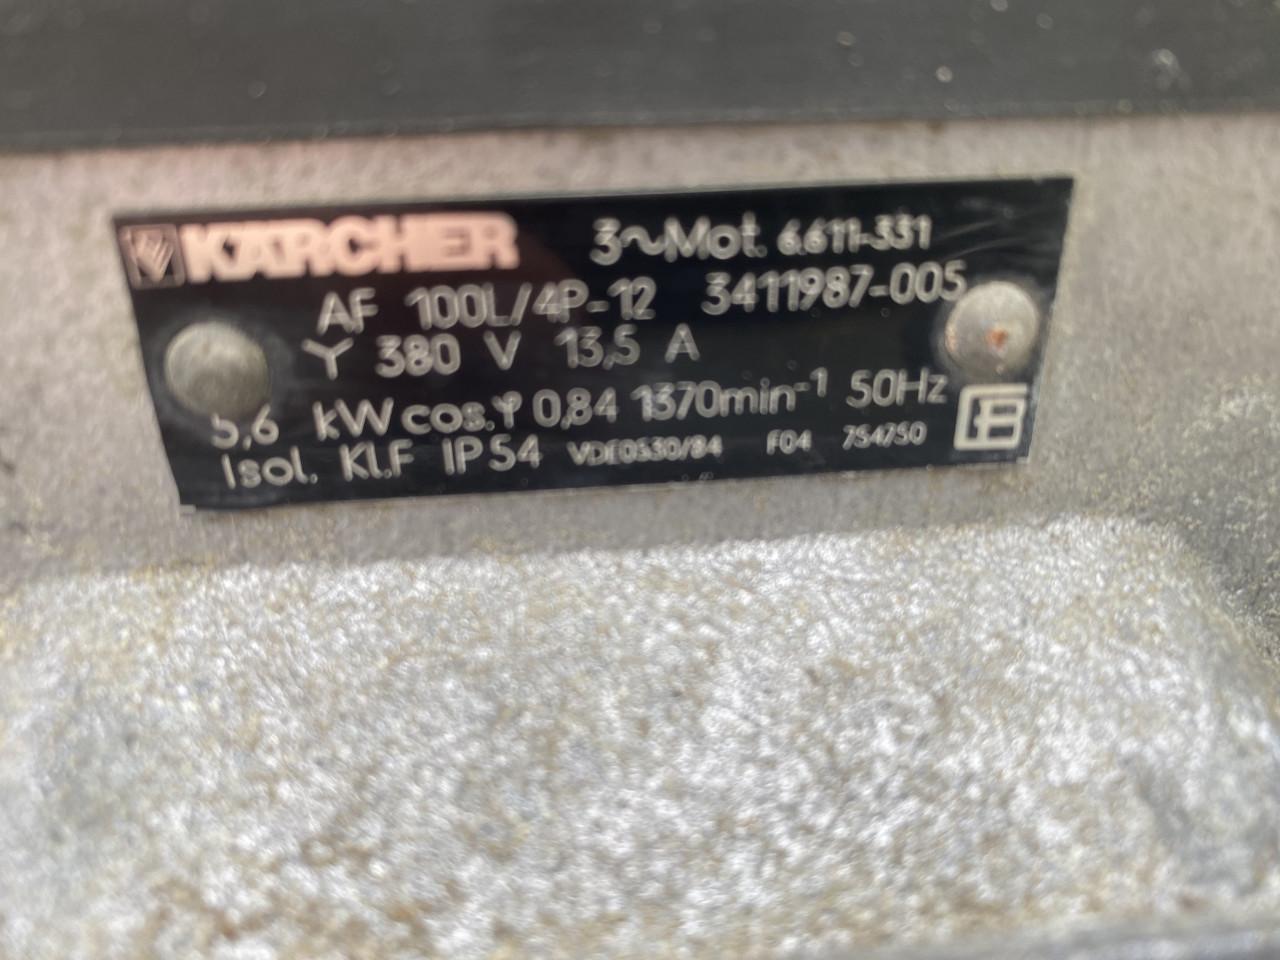 KÄRCHER 3~Mot. 6.611-331
AF 100L/4P-12 3411987-005
Y 380 V 13,5 A
5,6 kW cos.φ 0,84 1370min⁻¹ 50Hz
Isol. Kl.F IP54 VDE0530/84 F04 754750